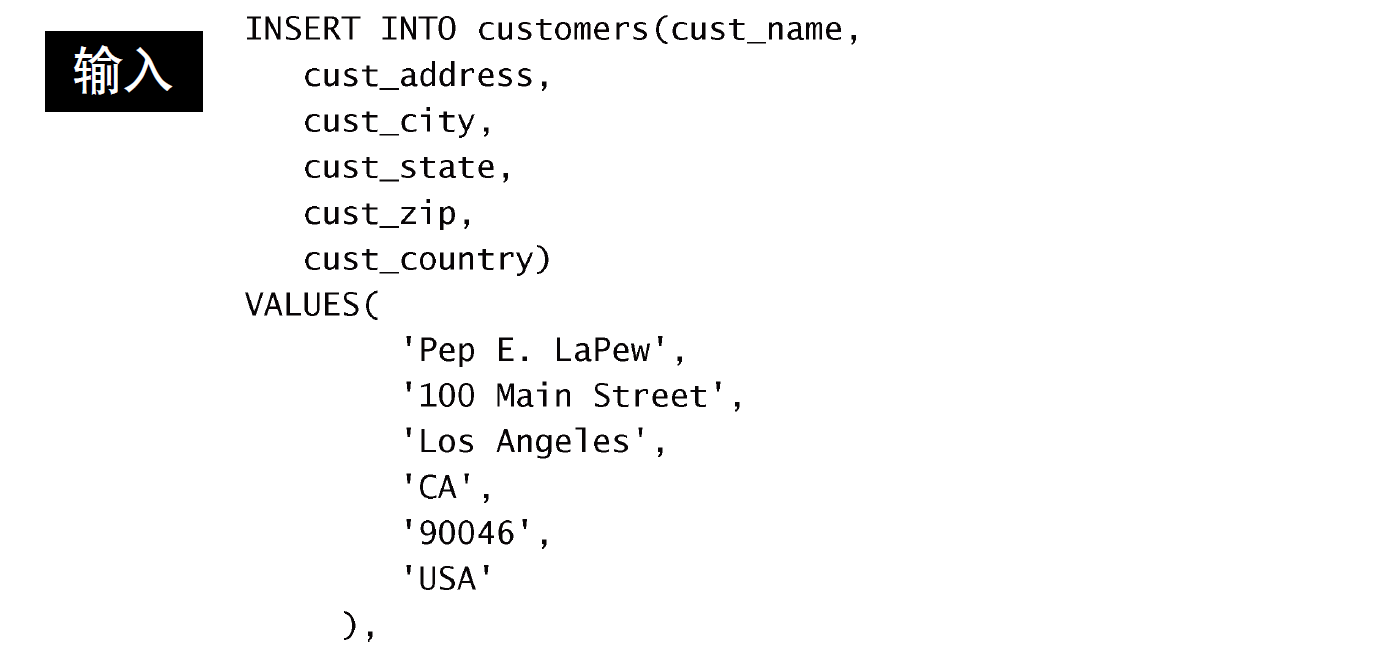 输入
INSERT INTO customers(cust_name,
cust_address,
cust_city,
cust_state,
cust_zip,
cust_country)
VALUES(
'Pep E. LaPew',
'100 Main Street',
'Los Angeles',
'CA',
'90046',
'USA'
),